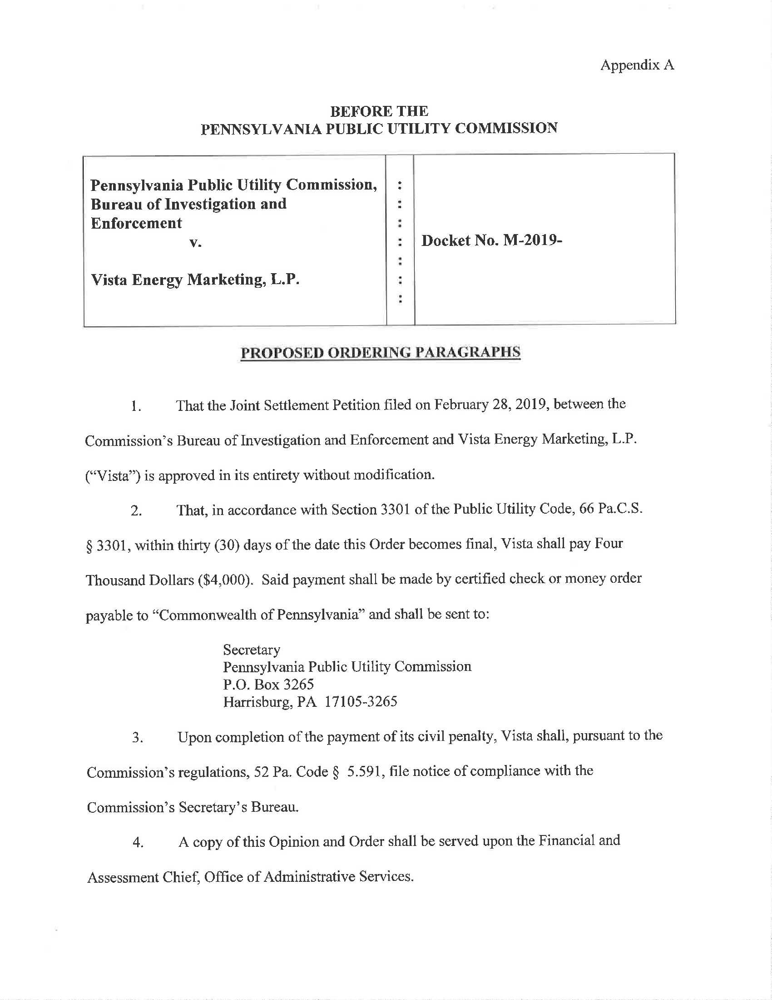 Appendix A
BEFORE THE
PENNSYLVANIA PUBLIC UTILITY COMMISSION
Pennsylvania Public Utility Commission, :
Bureau of Investigation and :
Enforcement :
v. : Docket No. M-2019-
:
Vista Energy Marketing, L.P. :
:
PROPOSED ORDERING PARAGRAPHS
1. That the Joint Settlement Petition filed on February 28, 2019, between the
Commission's Bureau of Investigation and Enforcement and Vista Energy Marketing, L.P.
("Vista") is approved in its entirety without modification.
2. That, in accordance with Section 3301 of the Public Utility Code, 66 Pa.C.S.
§ 3301, within thirty (30) days of the date this Order becomes final, Vista shall pay Four
Thousand Dollars ($4,000). Said payment shall be made by certified check or money order
payable to "Commonwealth of Pennsylvania" and shall be sent to:
Secretary
Pennsylvania Public Utility Commission
P.O. Box 3265
Harrisburg, PA 17105-3265
3. Upon completion of the payment of its civil penalty, Vista shall, pursuant to the
Commission's regulations, 52 Pa. Code § 5.591, file notice of compliance with the
Commission's Secretary's Bureau.
4. A copy of this Opinion and Order shall be served upon the Financial and
Assessment Chief, Office of Administrative Services.